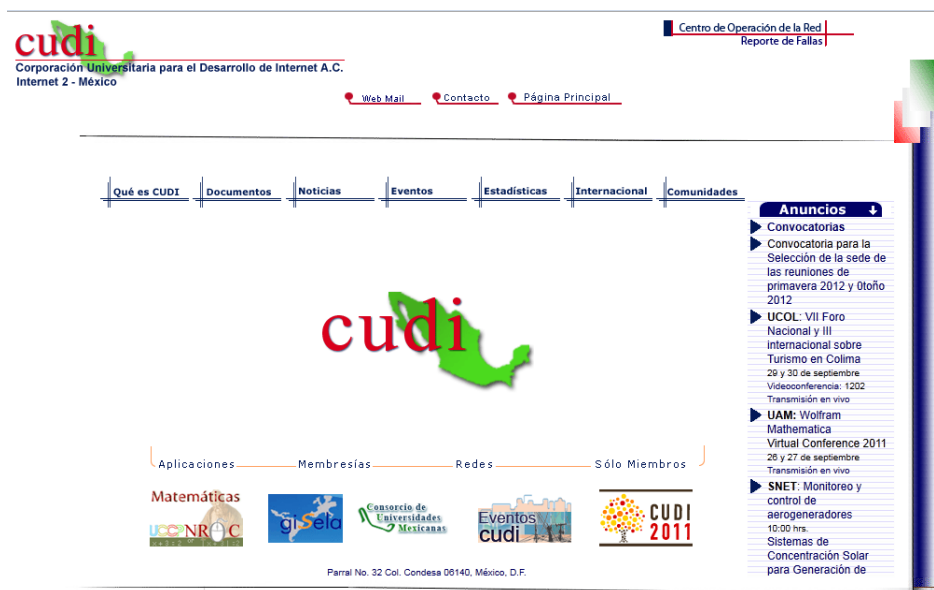 cudi
Corporación Universitaria para el Desarrollo de Internet A.C.
Internet 2 - México
Centro de Operación de la Red
Reporte de Fallas
Web Mail
Contacto
Página Principal
Qué es CUDI
Documentos
Noticias
Eventos
Estadísticas
Internacional
Comunidades
cudi
Aplicaciones
Membresías
Redes
Sólo Miembros
Matemáticas
UCCP NROC
giSela
Consorcio de
Universidades
Mexicanas
Eventos
cudi
CUDI
2011
Parral No. 32 Col. Condesa 06140, México, D.F.
Anuncios
Convocatorias
Convocatoria para la
Selección de la sede de
las reuniones de
primavera 2012 y 0toño
2012
UCOL: VII Foro
Nacional y III
internacional sobre
Turismo en Colima
29 y 30 de septiembre
Videoconferencia: 1202
Transmisión en vivo
UAM: Wolfram
Mathematica
Virtual Conference 2011
26 y 27 de septiembre
Transmisión en vivo
SNET: Monitoreo y
control de
aerogeneradores
10:00 hrs.
Sistemas de
Concentración Solar
para Generación de